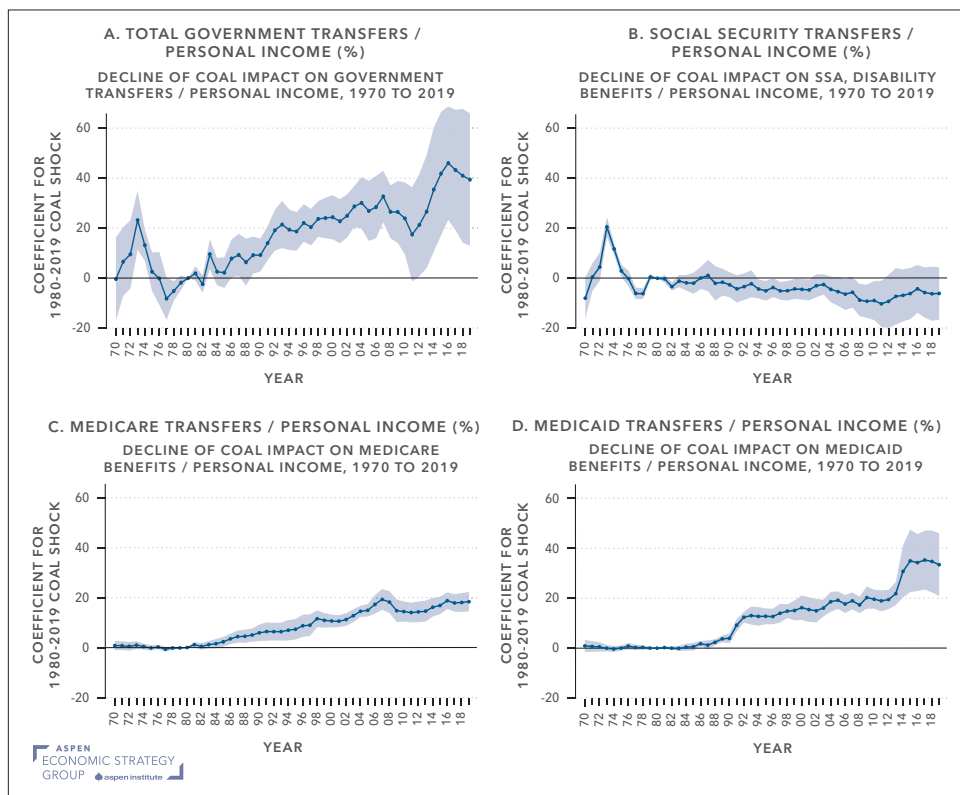 A. TOTAL GOVERNMENT TRANSFERS /
PERSONAL INCOME (%)
DECLINE OF COAL IMPACT ON GOVERNMENT
TRANSFERS / PERSONAL INCOME, 1970 TO 2019
COEFFICIENT FOR
1980-2019 COAL SHOCK
60
40
20
0
-20
70 72 74 76 78 80 82 84 86 88 90 92 94 96 98 00 02 04 06 08 10 12 14 16 18
YEAR
B. SOCIAL SECURITY TRANSFERS /
PERSONAL INCOME (%)
DECLINE OF COAL IMPACT ON SSA, DISABILITY
BENEFITS / PERSONAL INCOME, 1970 TO 2019
COEFFICIENT FOR
1980-2019 COAL SHOCK
60
40
20
0
-20
70 72 74 76 78 80 82 84 86 88 90 92 94 96 98 00 02 04 06 08 10 12 14 16 18
YEAR
C. MEDICARE TRANSFERS / PERSONAL INCOME (%)
DECLINE OF COAL IMPACT ON MEDICARE
BENEFITS / PERSONAL INCOME, 1970 TO 2019
COEFFICIENT FOR
1980-2019 COAL SHOCK
60
40
20
0
-20
70 72 74 76 78 80 82 84 86 88 90 92 94 96 98 00 02 04 06 08 10 12 14 16 18
YEAR
D. MEDICAID TRANSFERS / PERSONAL INCOME (%)
DECLINE OF COAL IMPACT ON MEDICAID
BENEFITS / PERSONAL INCOME, 1970 TO 2019
COEFFICIENT FOR
1980-2019 COAL SHOCK
60
40
20
0
-20
70 72 74 76 78 80 82 84 86 88 90 92 94 96 98 00 02 04 06 08 10 12 14 16 18
YEAR
ASPEN
ECONOMIC STRATEGY
GROUP aspen institute